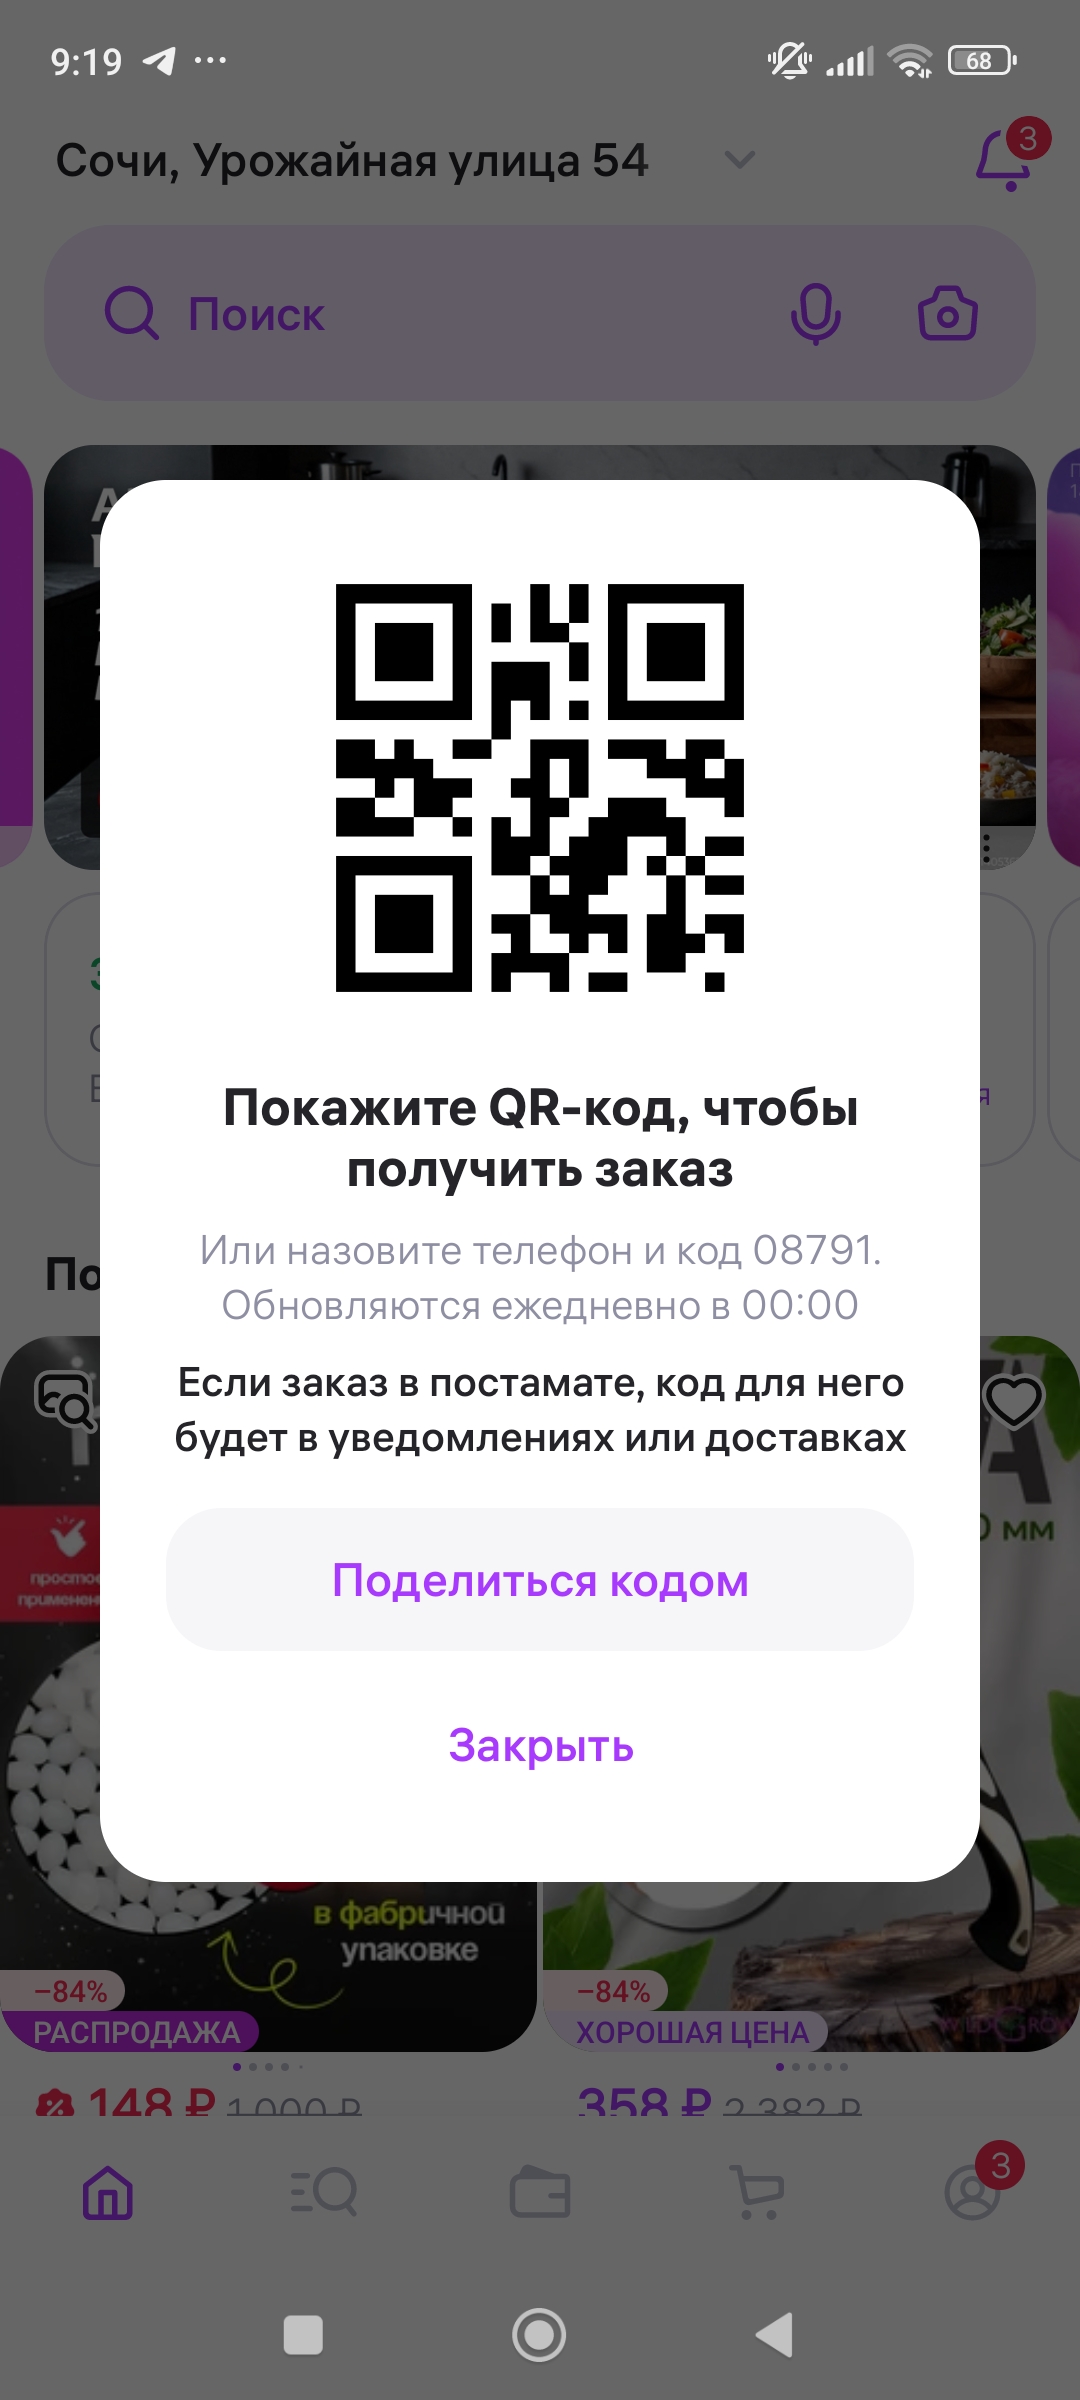 9:19
68
Сочи, Урожайная улица 54
3
Поиск
Покажите QR-код, чтобы
получить заказ
Или назовите телефон и код 08791.
Обновляются ежедневно в 00:00
По
Если заказ в постамате, код для него
будет в уведомлениях или доставках
Поделиться кодом
Закрыть
мм
в фабричной
упаковке
−84%
РАСПРОДАЖА
−84%
ХОРОШАЯ ЦЕНА
148 ₽ 1 000 ₽
358 ₽ 2 382 ₽
3